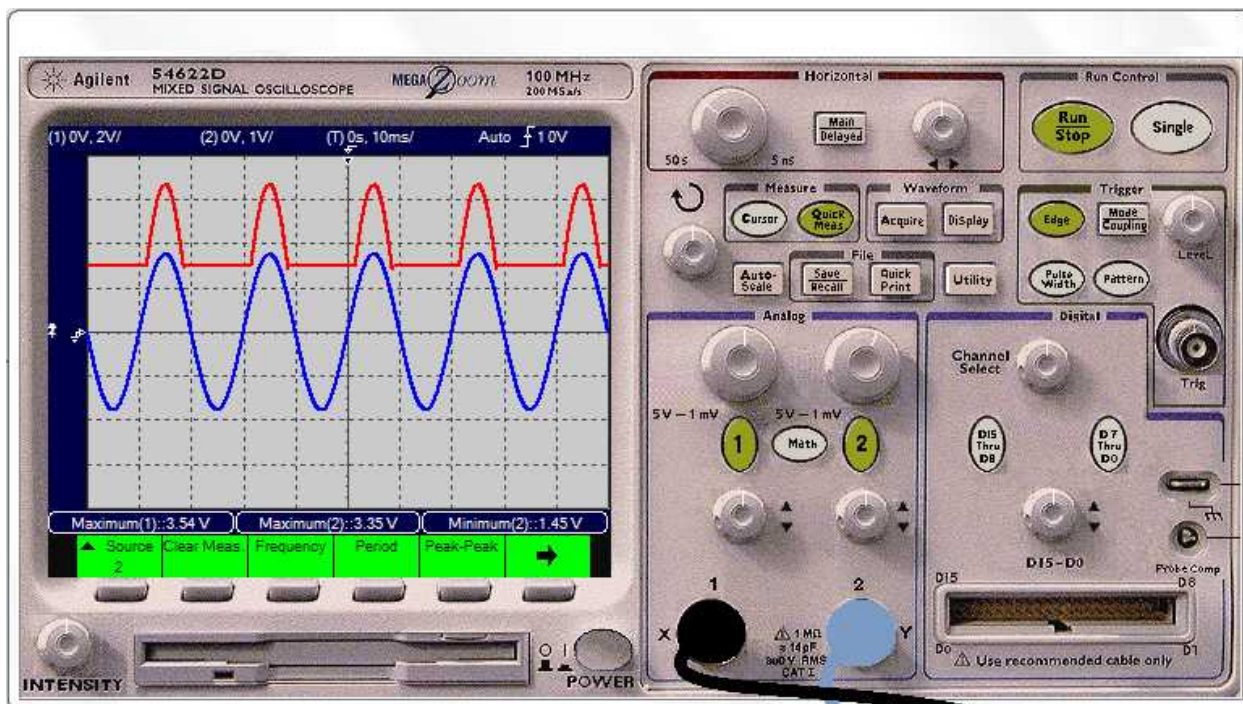 Agilent
54622D
MIXED SIGNAL OSCILLOSCOPE
MEGA Zoom
100 MHz
200 MSa/s
(1) 0V, 2V/
(2) 0V, 1V/
(T) 0s, 10ms/
Auto
1.0V
Maximum(1)::3.54 V
Maximum(2)::3.35 V
Minimum(2)::1.45 V
Source
2
Clear Meas.
Frequency
Period
Peak-Peak
INTENSITY
POWER
Horizontal
Main
Delayed
50 s
5 ns
Run Control
Run
Stop
Single
Measure
Cursor
Quick
Meas
Waveform
Acquire
Display
Trigger
Edge
Mode
Coupling
Level
Pulse
Width
Pattern
File
Auto-
Scale
Save
Recall
Quick
Print
Utility
Trig
Analog
5 V – 1 mV
5 V – 1 mV
1
Math
2
1
2
X
Y
1 MΩ
≈ 14 pF
300 V RMS
CAT I
Digital
Channel
Select
D15
Thru
D8
D7
Thru
D0
D15-D0
Probe Comp
D15
D8
D0
D1
Use recommended cable only